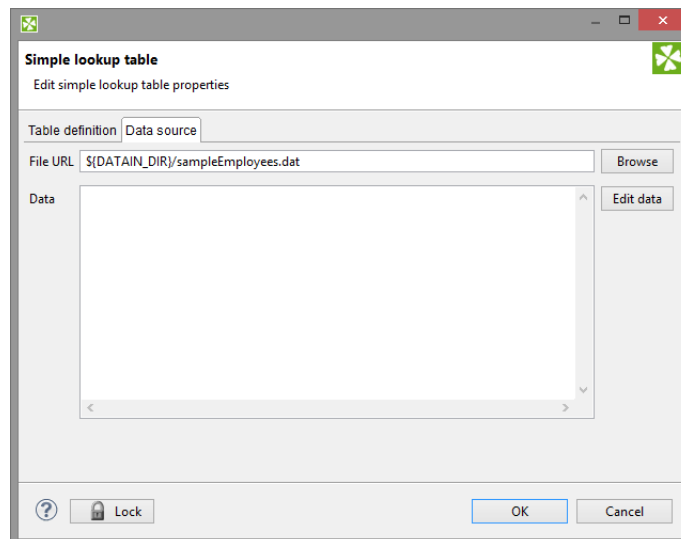 Simple lookup table
Edit simple lookup table properties
Table definition Data source
File URL ${DATAIN_DIR}/sampleEmployees.dat Browse
Data Edit data
? Lock OK Cancel